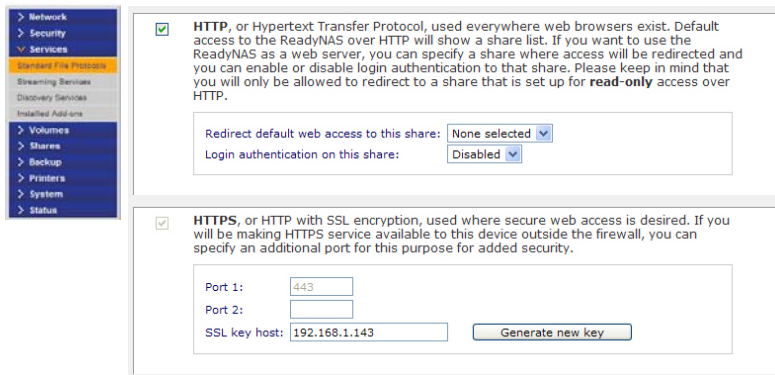 Network
Security
Services
Standard File Protocols
Streaming Services
Discovery Services
Installed Add-ons
Volumes
Shares
Backup
Printers
System
Status
HTTP, or Hypertext Transfer Protocol, used everywhere web browsers exist. Default
access to the ReadyNAS over HTTP will show a share list. If you want to use the
ReadyNAS as a web server, you can specify a share where access will be redirected and
you can enable or disable login authentication to that share. Please keep in mind that
you will only be allowed to redirect to a share that is set up for read-only access over
HTTP.
Redirect default web access to this share: None selected
Login authentication on this share: Disabled
HTTPS, or HTTP with SSL encryption, used where secure web access is desired. If you
will be making HTTPS service available to this device outside the firewall, you can
specify an additional port for this purpose for added security.
Port 1: 443
Port 2:
SSL key host: 192.168.1.143 Generate new key